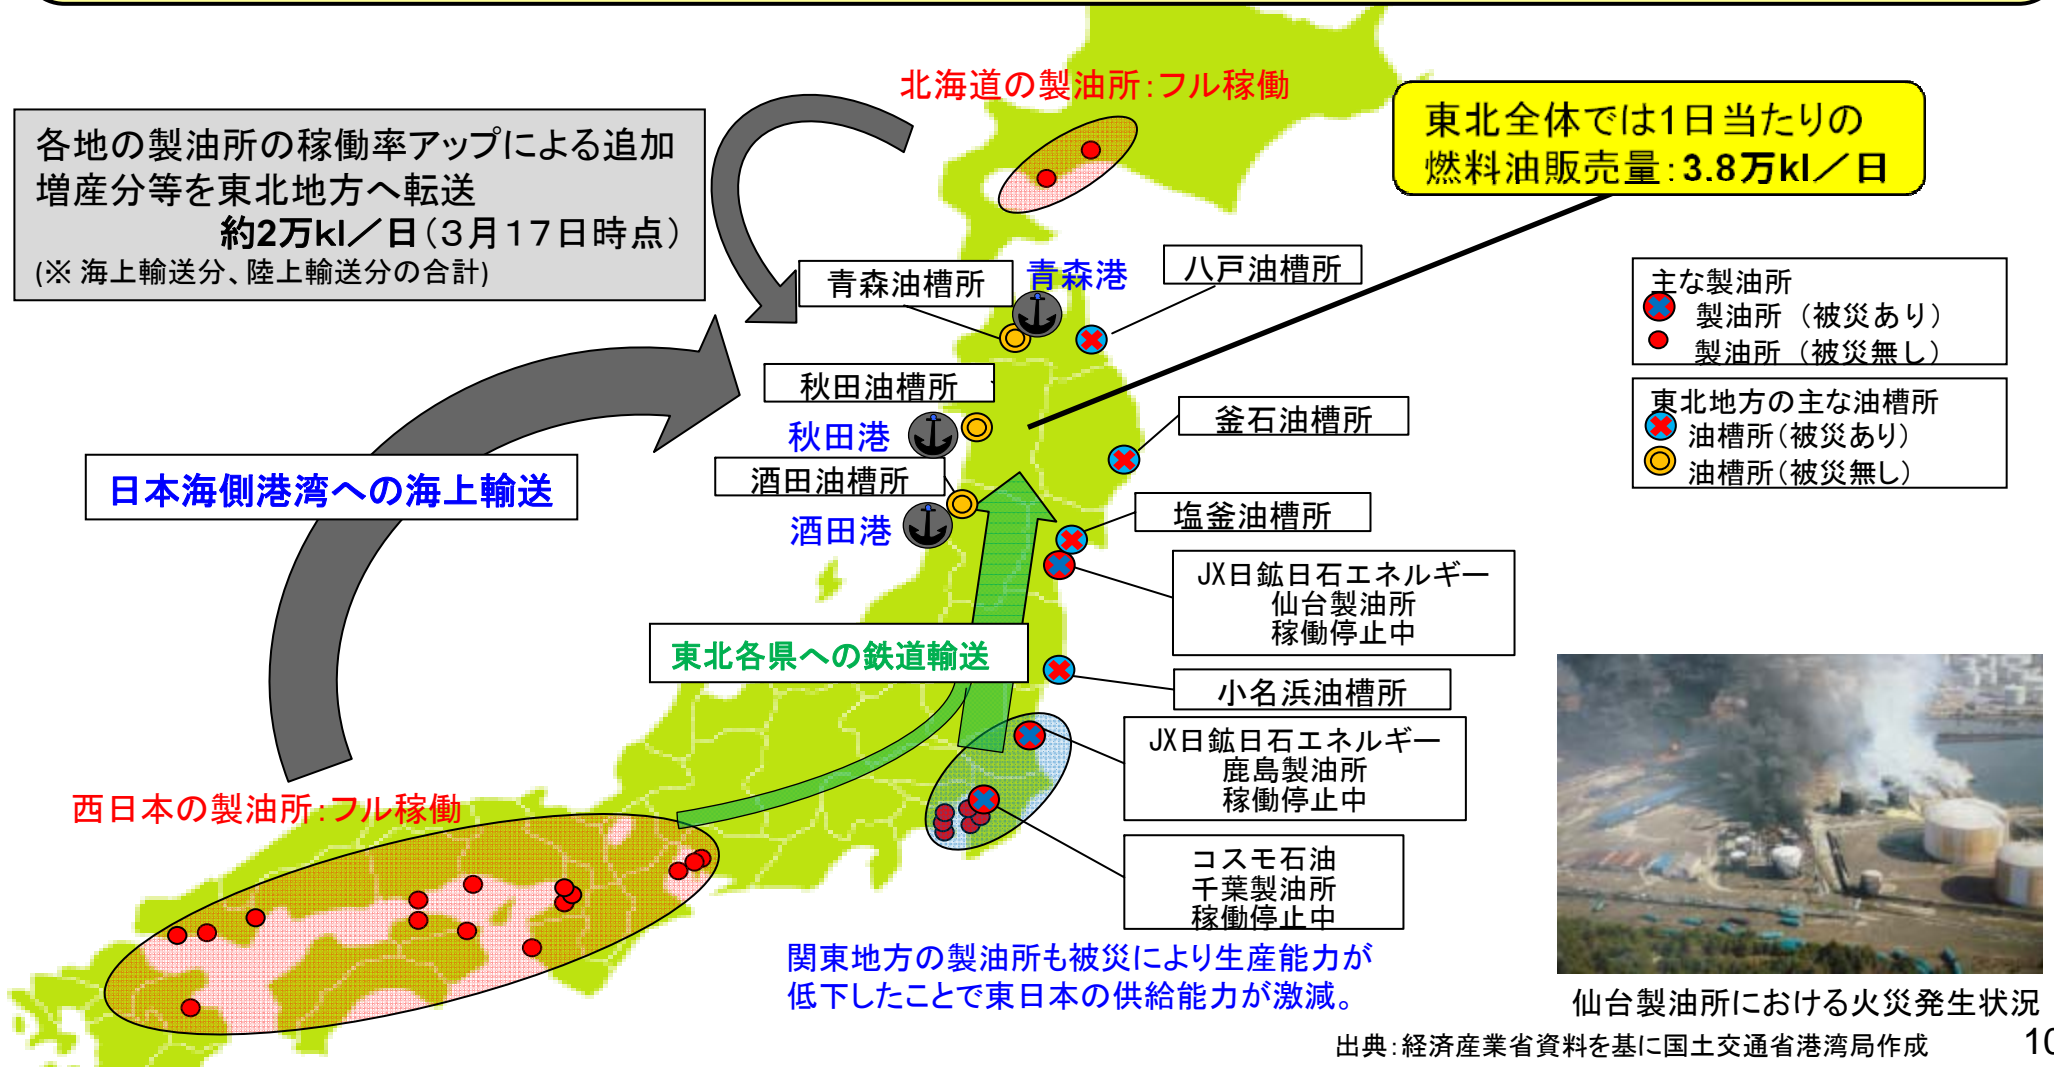 北海道の製油所：フル稼働
各地の製油所の稼働率アップによる追加
増産分等を東北地方へ転送
約2万kl／日（３月１７日時点）
(※ 海上輸送分、陸上輸送分の合計)
東北全体では1日当たりの
燃料油販売量：3.8万kl／日
青森油槽所
青森港
八戸油槽所
主な製油所
製油所（被災あり）
製油所（被災無し）
東北地方の主な油槽所
油槽所（被災あり）
油槽所（被災無し）
秋田油槽所
秋田港
釜石油槽所
酒田油槽所
酒田港
日本海側港湾への海上輸送
塩釜油槽所
JX日鉱日石エネルギー
仙台製油所
稼働停止中
東北各県への鉄道輸送
小名浜油槽所
JX日鉱日石エネルギー
鹿島製油所
稼働停止中
西日本の製油所：フル稼働
コスモ石油
千葉製油所
稼働停止中
関東地方の製油所も被災により生産能力が
低下したことで東日本の供給能力が激減。
仙台製油所における火災発生状況
出典：経済産業省資料を基に国土交通省港湾局作成
10